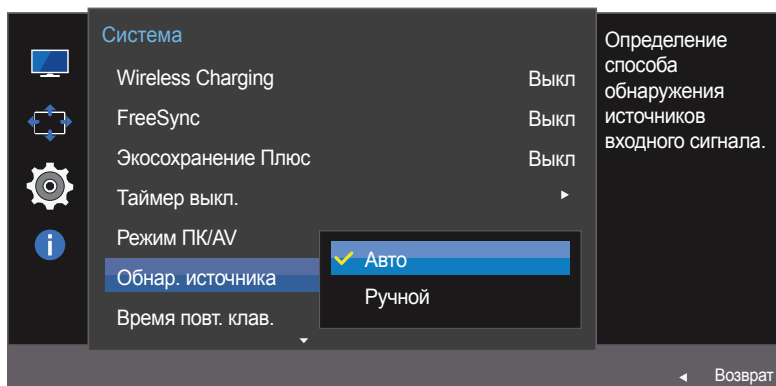 Система
Wireless Charging Выкл
FreeSync Выкл
Экосохранение Плюс Выкл
Таймер выкл.
Режим ПК/AV
Обнар. источника
Время повт. клав.
Авто
Ручной
Определение
способа
обнаружения
источников
входного сигнала.
Возврат